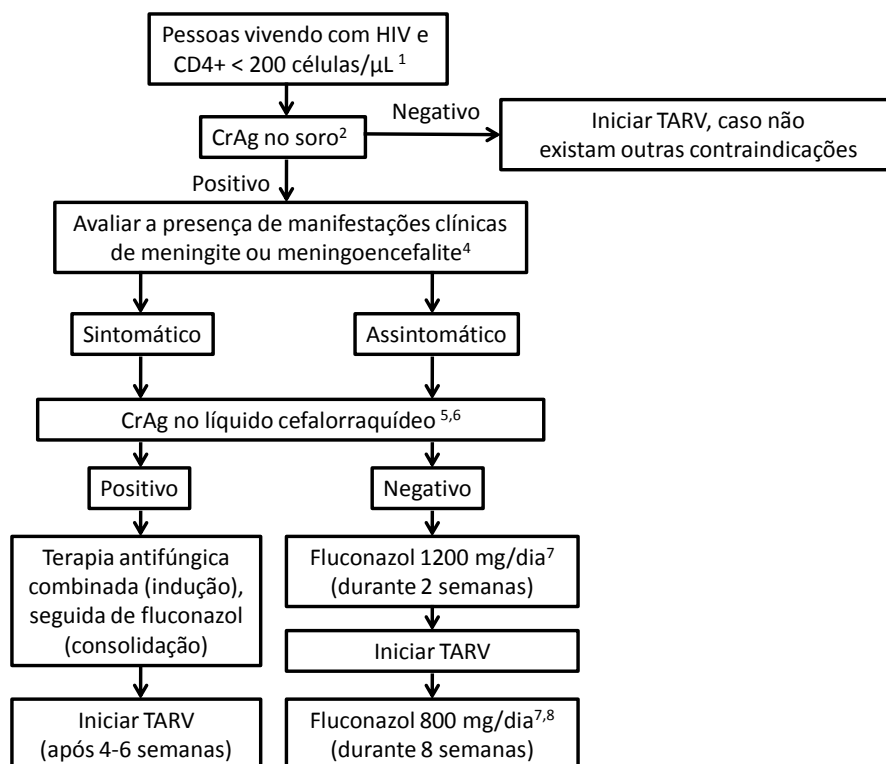 Pessoas vivendo com HIV e
CD4+ < 200 células/µL ¹
Negativo
CrAg no soro²
Iniciar TARV, caso não
existam outras contraindicações
Positivo
Avaliar a presença de manifestações clínicas
de meningite ou meningoencefalite⁴
Sintomático
Assintomático
CrAg no líquido cefalorraquídeo ⁵,⁶
Positivo
Negativo
Terapia antifúngica
combinada (indução),
seguida de fluconazol
(consolidação)
Fluconazol 1200 mg/dia⁷
(durante 2 semanas)
Iniciar TARV
Iniciar TARV
(após 4-6 semanas)
Fluconazol 800 mg/dia⁷,⁸
(durante 8 semanas)